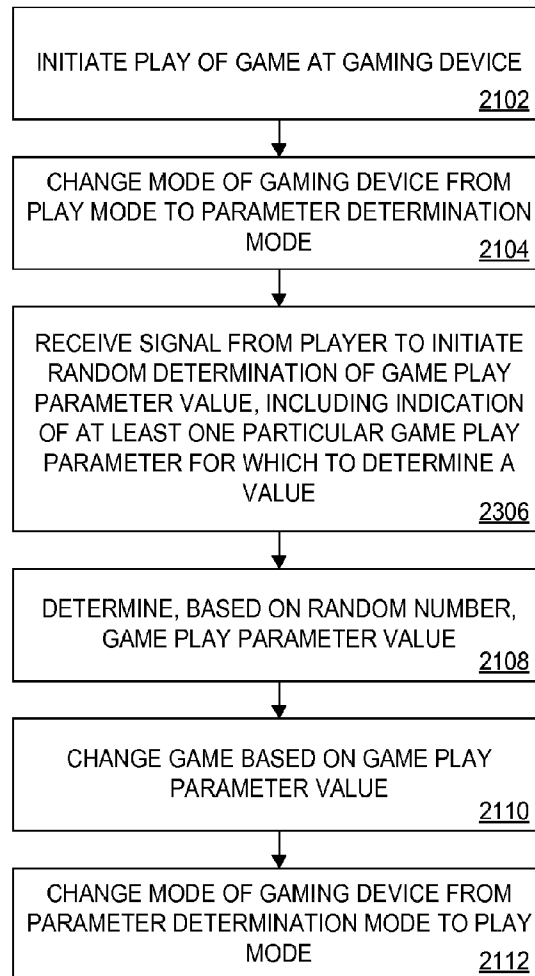 INITIATE PLAY OF GAME AT GAMING DEVICE
2102
CHANGE MODE OF GAMING DEVICE FROM
PLAY MODE TO PARAMETER DETERMINATION
MODE
2104
RECEIVE SIGNAL FROM PLAYER TO INITIATE
RANDOM DETERMINATION OF GAME PLAY
PARAMETER VALUE, INCLUDING INDICATION
OF AT LEAST ONE PARTICULAR GAME PLAY
PARAMETER FOR WHICH TO DETERMINE A
VALUE
2306
DETERMINE, BASED ON RANDOM NUMBER,
GAME PLAY PARAMETER VALUE
2108
CHANGE GAME BASED ON GAME PLAY
PARAMETER VALUE
2110
CHANGE MODE OF GAMING DEVICE FROM
PARAMETER DETERMINATION MODE TO PLAY
MODE
2112